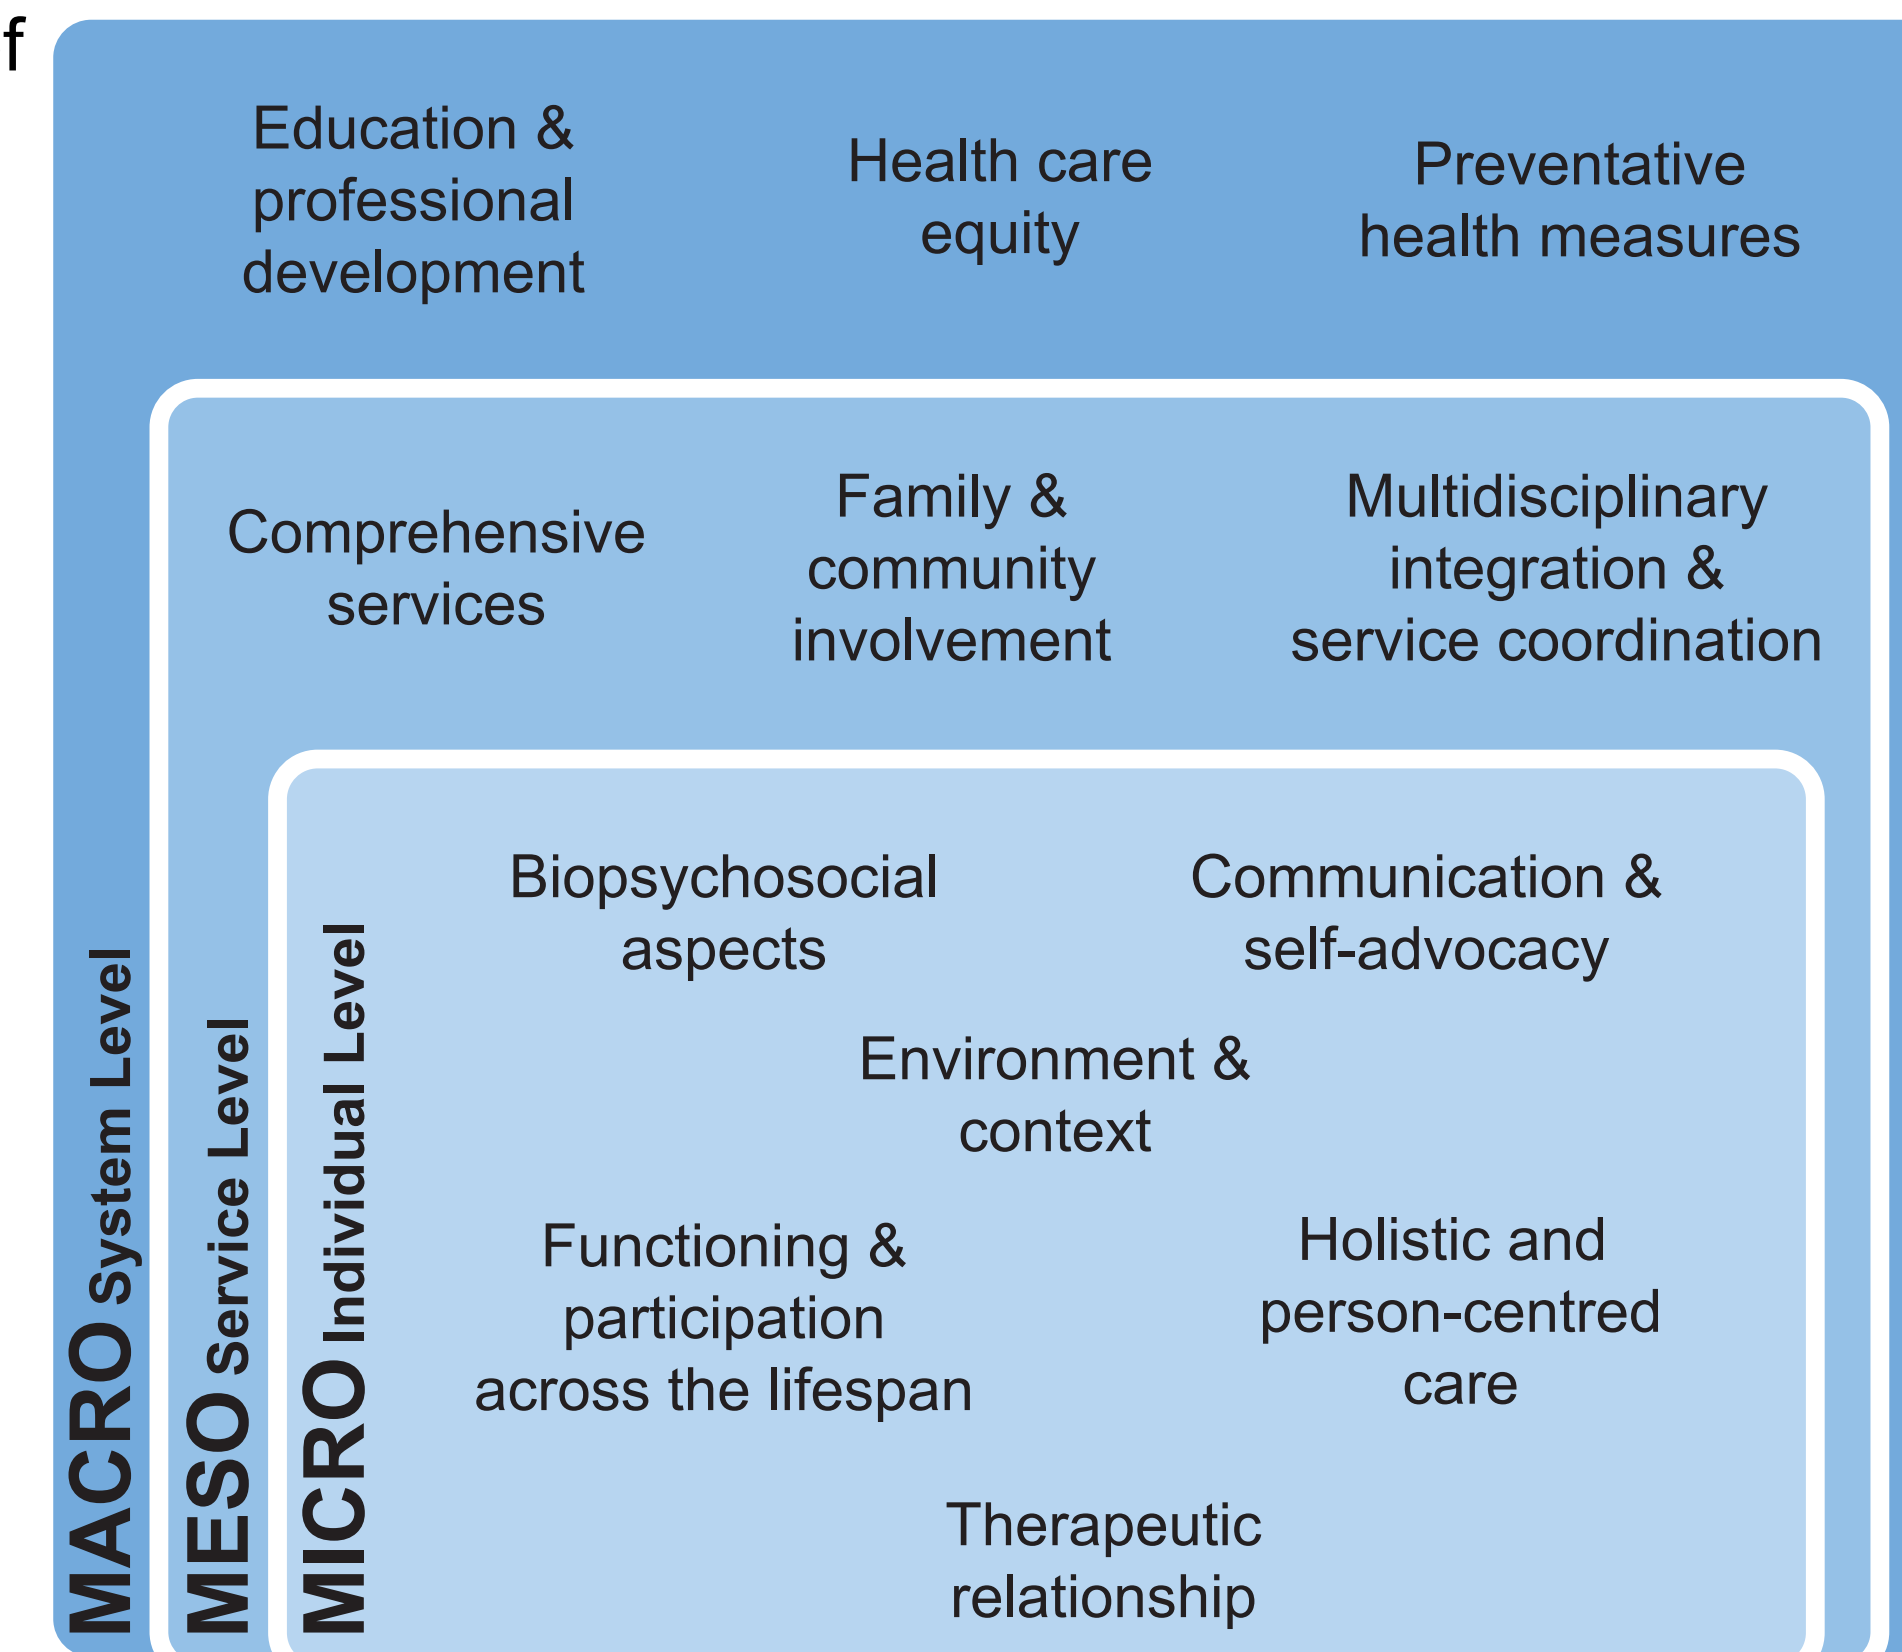 f
Education &
professional
development
Health care
equity
Preventative
health measures
Comprehensive
services
Family &
community
involvement
Multidisciplinary
integration &
service coordination
Biopsychosocial
aspects
Communication &
self-advocacy
Environment &
context
Functioning &
participation
across the lifespan
Holistic and
person-centred
care
Therapeutic
relationship
MACRO System Level
MESO Service Level
MICRO Individual Level